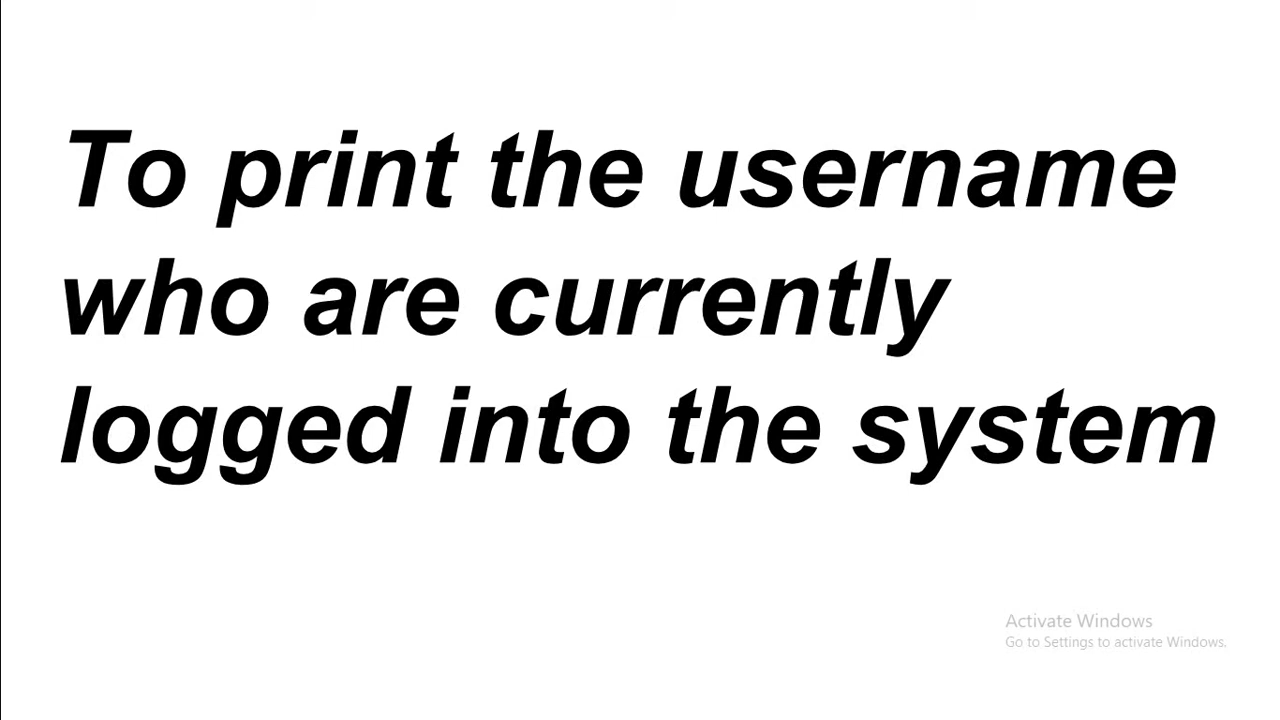 To print the username
who are currently
logged into the system
Activate Windows
Go to Settings to activate Windows.